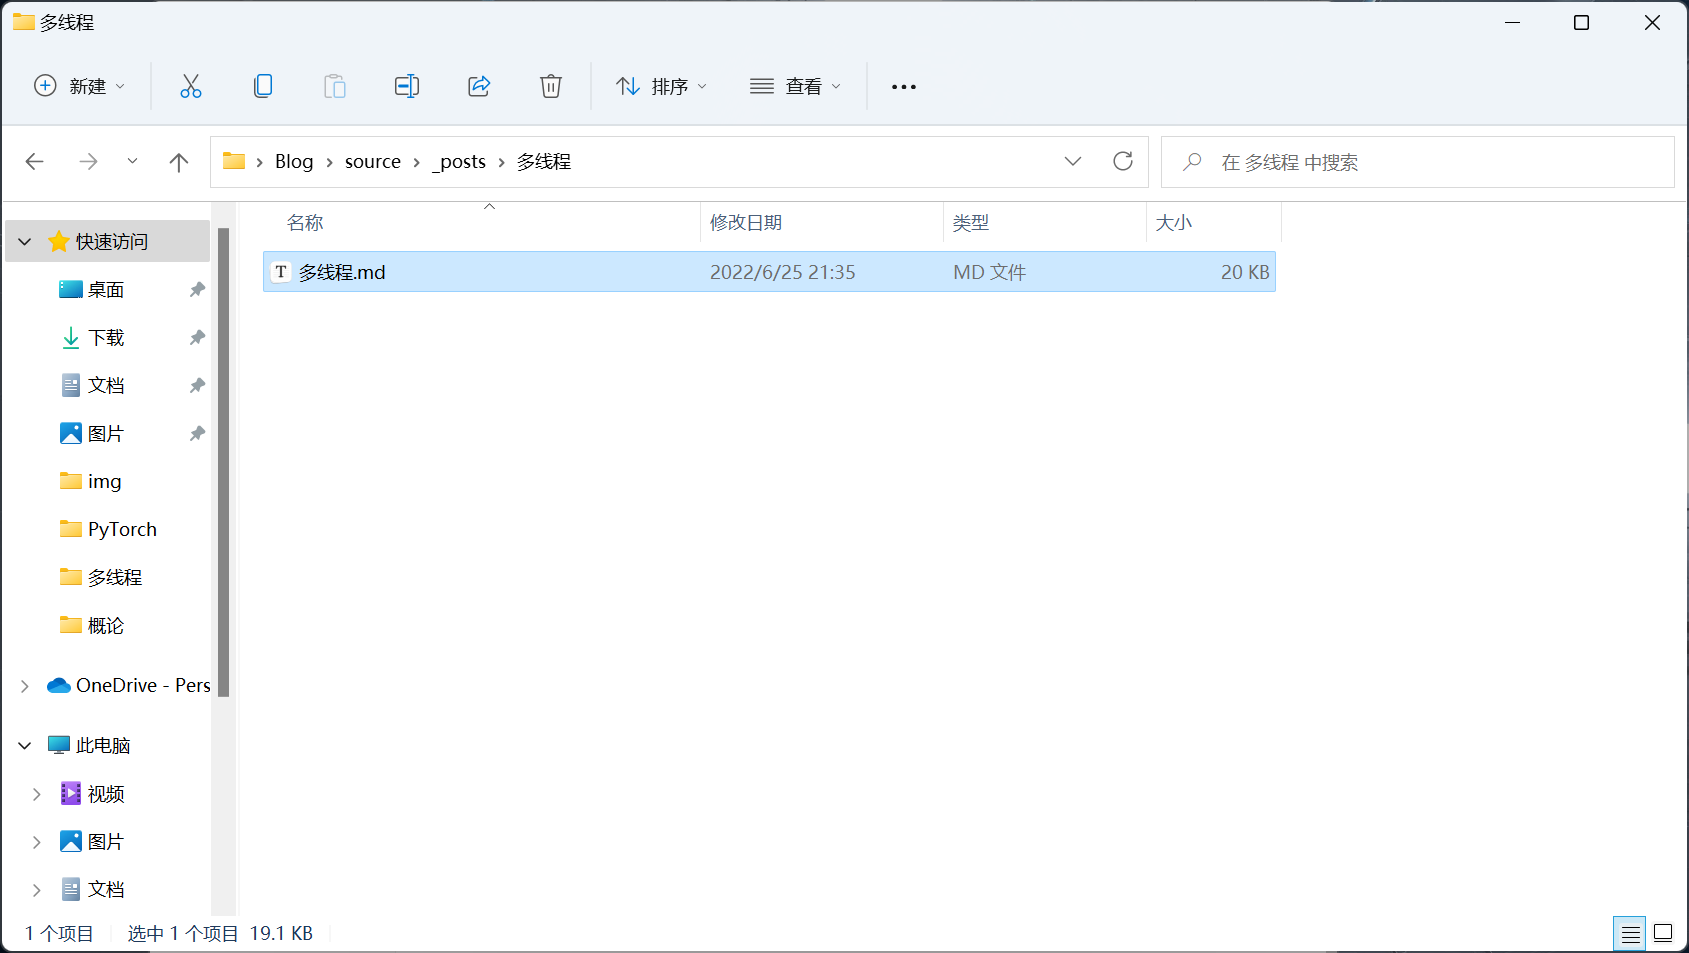 多线程
新建 排序 查看
Blog source _posts 多线程 在 多线程 中搜索
名称 修改日期 类型 大小
T 多线程.md 2022/6/25 21:35 MD 文件 20 KB
快速访问
桌面
下载
文档
图片
img
PyTorch
多线程
概论
OneDrive - Pers
此电脑
视频
图片
文档
1 个项目 选中 1 个项目 19.1 KB